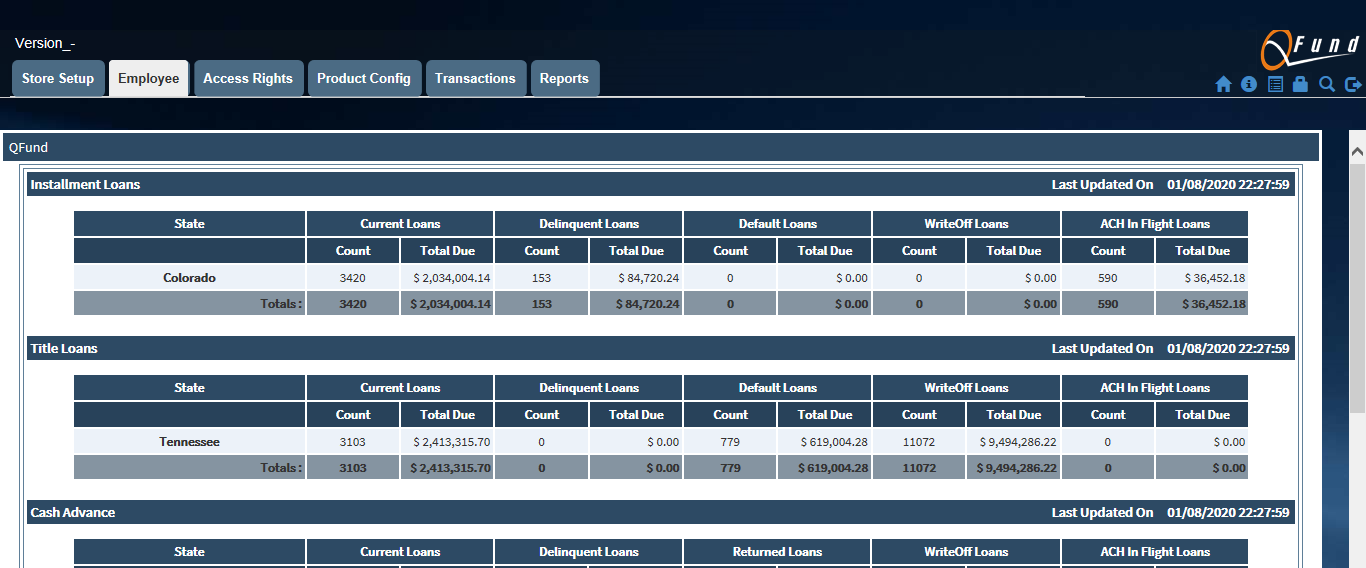 Version_-
QFund
Store Setup Employee Access Rights Product Config Transactions Reports
QFund
Installment Loans Last Updated On 01/08/2020 22:27:59
State Current Loans Delinquent Loans Default Loans WriteOff Loans ACH In Flight Loans
Count Total Due Count Total Due Count Total Due Count Total Due Count Total Due
Colorado 3420 $ 2,034,004.14 153 $ 84,720.24 0 $ 0.00 0 $ 0.00 590 $ 36,452.18
Totals : 3420 $ 2,034,004.14 153 $ 84,720.24 0 $ 0.00 0 $ 0.00 590 $ 36,452.18
Title Loans Last Updated On 01/08/2020 22:27:59
State Current Loans Delinquent Loans Default Loans WriteOff Loans ACH In Flight Loans
Count Total Due Count Total Due Count Total Due Count Total Due Count Total Due
Tennessee 3103 $ 2,413,315.70 0 $ 0.00 779 $ 619,004.28 11072 $ 9,494,286.22 0 $ 0.00
Totals : 3103 $ 2,413,315.70 0 $ 0.00 779 $ 619,004.28 11072 $ 9,494,286.22 0 $ 0.00
Cash Advance Last Updated On 01/08/2020 22:27:59
State Current Loans Delinquent Loans Returned Loans WriteOff Loans ACH In Flight Loans